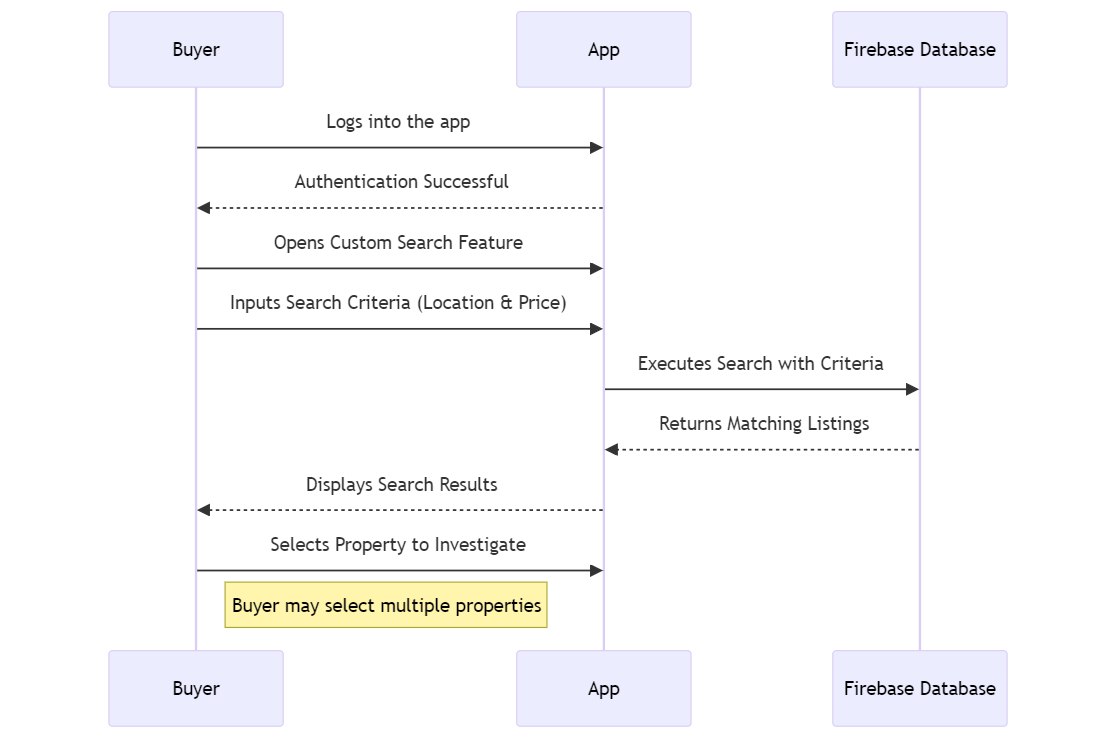 Buyer
App
Firebase Database
Logs into the app
Authentication Successful
Opens Custom Search Feature
Inputs Search Criteria (Location & Price)
Executes Search with Criteria
Returns Matching Listings
Displays Search Results
Selects Property to Investigate
Buyer may select multiple properties
Buyer
App
Firebase Database